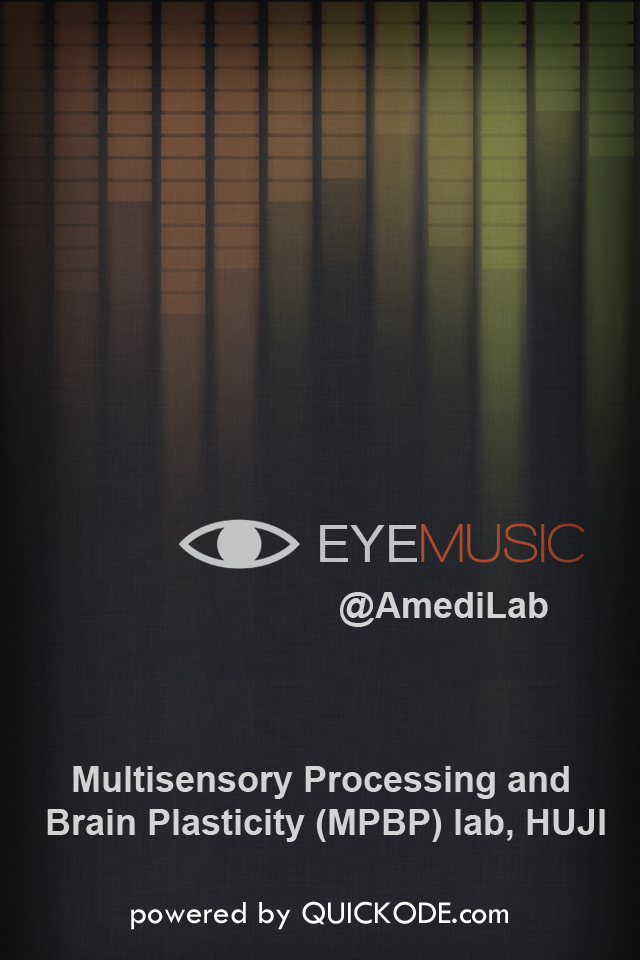 EYEMUSIC
@AmediLab
Multisensory Processing and
Brain Plasticity (MPBP) lab, HUJI
powered by QUICKODE.com